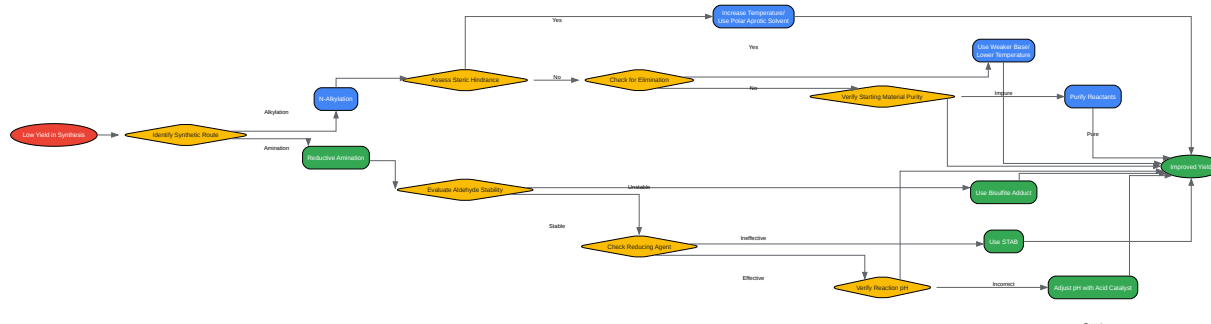 Increase Temperature/
Use Polar Aprotic Solvent
Yes
Yes
Use Weaker Base/
Lower Temperature
Assess Steric Hindrance
No
Check for Elimination
No
Verify Starting Material Purity
Impure
Purify Reactants
N-Alkylation
Alkylation
Low Yield in Synthesis
Identify Synthetic Route
Pure
Amination
Reductive Amination
Improved Yield
Evaluate Aldehyde Stability
Unstable
Use Bisulfite Adduct
Stable
Check Reducing Agent
Ineffective
Use STAB
Effective
Verify Reaction pH
Incorrect
Adjust pH with Acid Catalyst